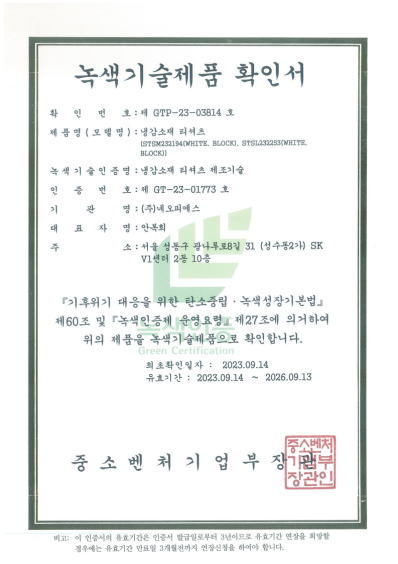 녹색기술제품 확인서
확 인 번 호 : 제 GTP-23-03814 호
제품명(모델명) : 냉감소재 티셔츠
(STSM232194(WHITE, BLOCK), STSL232253(WHITE,
BLOCK))
녹색기술인증명 : 냉감소재 티셔츠 제조기술
인 증 번 호 : 제 GT-23-01773 호
기 관 명 : (주)네오피에스
대 표 자 명 : 안복희
주 소 : 서울 성동구 광나루로8길 31 (성수동2가) SK
V1센터 2동 10층
『기후위기 대응을 위한 탄소중립·녹색성장기본법』
제60조 및 『녹색인증제 운영요령』 제27조에 의거하여
위의 제품을 녹색기술제품으로 확인합니다.
녹색인증
Green Certification
최초확인일자 : 2023.09.14
유효기간 : 2023.09.14 ~ 2026.09.13
중소벤처기업부장관
중소벤처
기업부
장관인
비고: 이 인증서의 유효기간은 인증서 발급일로부터 3년이므로 유효기간 연장을 희망할
경우에는 유효기간 만료일 3개월전까지 연장신청을 하여야 합니다.